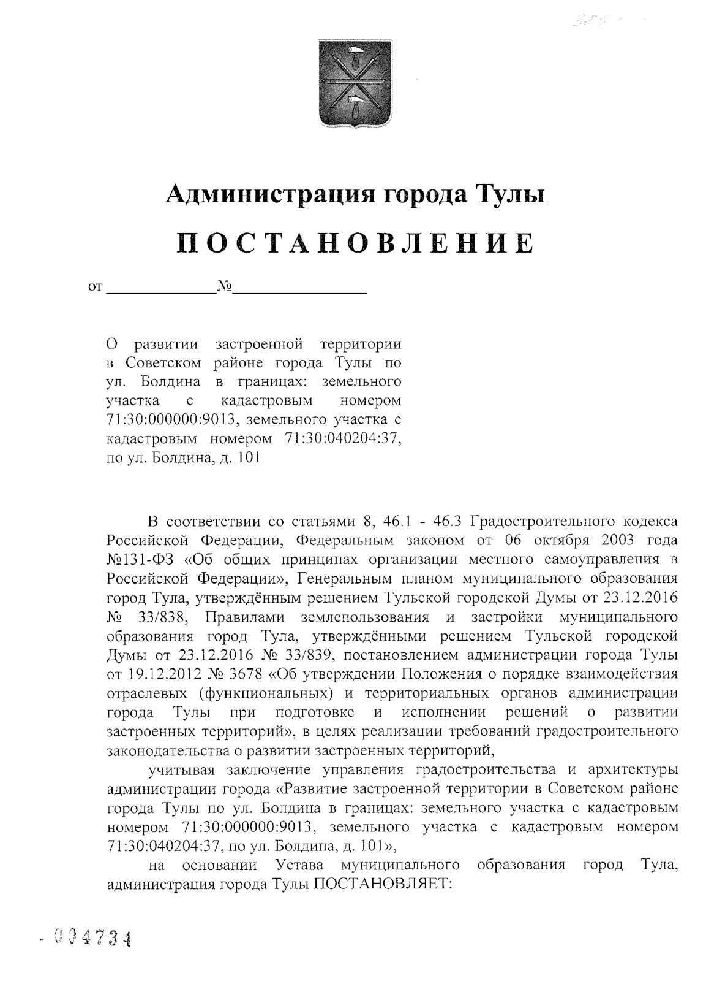 Администрация города Тулы
ПОСТАНОВЛЕНИЕ
от ______________ № ______________
О развитии застроенной территории
в Советском районе города Тулы по
ул. Болдина в границах: земельного
участка с кадастровым номером
71:30:000000:9013, земельного участка с
кадастровым номером 71:30:040204:37,
по ул. Болдина, д. 101
В соответствии со статьями 8, 46.1 - 46.3 Градостроительного кодекса
Российской Федерации, Федеральным законом от 06 октября 2003 года
№131-ФЗ «Об общих принципах организации местного самоуправления в
Российской Федерации», Генеральным планом муниципального образования
город Тула, утверждённым решением Тульской городской Думы от 23.12.2016
№ 33/838, Правилами землепользования и застройки муниципального
образования город Тула, утверждёнными решением Тульской городской
Думы от 23.12.2016 № 33/839, постановлением администрации города Тулы
от 19.12.2012 № 3678 «Об утверждении Положения о порядке взаимодействия
отраслевых (функциональных) и территориальных органов администрации
города Тулы при подготовке и исполнении решений о развитии
застроенных территорий», в целях реализации требований градостроительного
законодательства о развитии застроенных территорий,
учитывая заключение управления градостроительства и архитектуры
администрации города «Развитие застроенной территории в Советском районе
города Тулы по ул. Болдина в границах: земельного участка с кадастровым
номером 71:30:000000:9013, земельного участка с кадастровым номером
71:30:040204:37, по ул. Болдина, д. 101»,
на основании Устава муниципального образования город Тула,
администрация города Тулы ПОСТАНОВЛЯЕТ:
004734